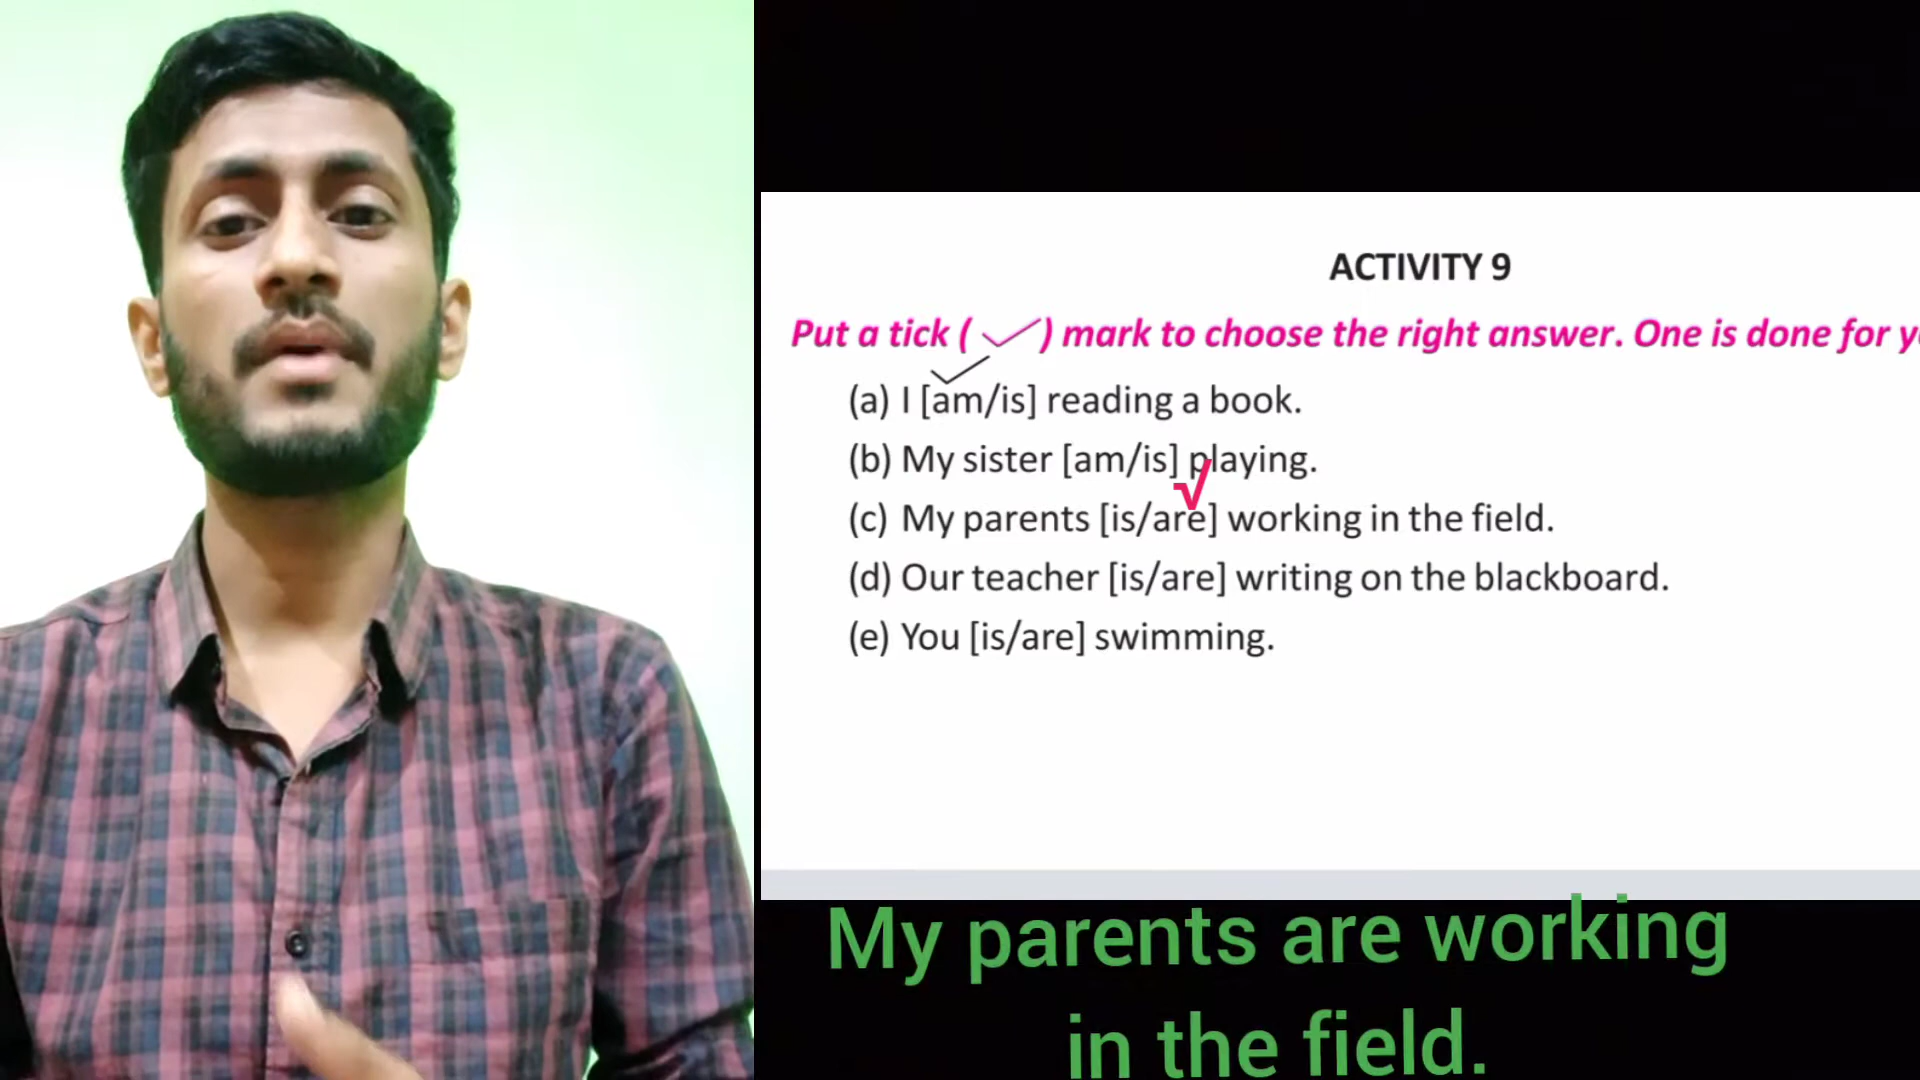 ACTIVITY 9
Put a tick ( ✓ ) mark to choose the right answer. One is done for y
(a) I [am/is] reading a book.
(b) My sister [am/is] playing.
√
(c) My parents [is/are] working in the field.
(d) Our teacher [is/are] writing on the blackboard.
(e) You [is/are] swimming.
My parents are working
in the field.